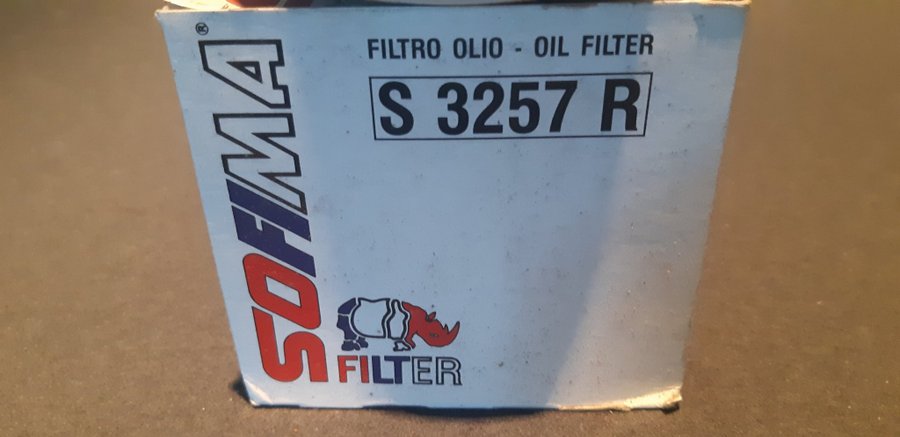 FILTRO OLIO - OIL FILTER
S 3257 R
SOFIMA®
FILTER